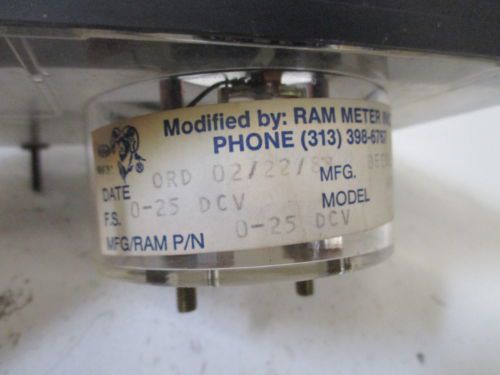 Modified by: RAM METER
PHONE (313) 398-6767
DATE ORD 02/22/ MFG.
F.S. 0-25 DCV MODEL
MFG/RAM P/N 0-25 DCV